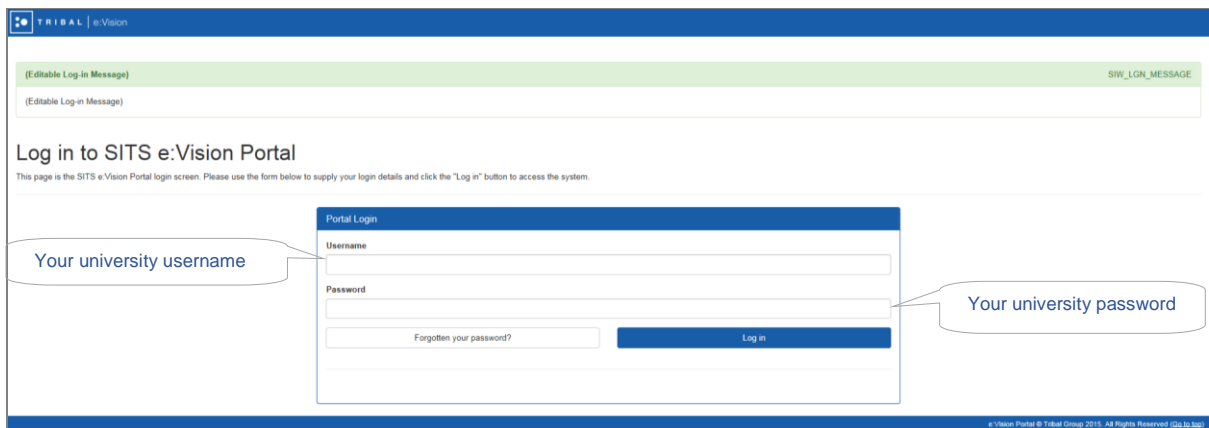 TRIBAL | e:Vision
(Editable Log-in Message) SIW_LGN_MESSAGE
(Editable Log-in Message)
Log in to SITS e:Vision Portal
This page is the SITS e:Vision Portal login screen. Please use the form below to supply your login details and click the "Log in" button to access the system.
Portal Login
Username
Your university username
Password
Your university password
Forgotten your password? Log in
e:Vision Portal © Tribal Group 2015. All Rights Reserved (Go to top)